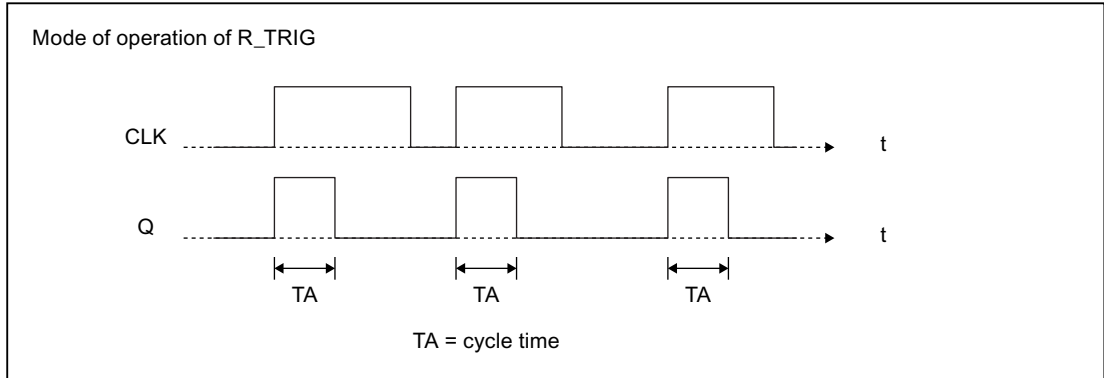 Mode of operation of R_TRIG
CLK
t
Q
t
TA
TA
TA
TA = cycle time